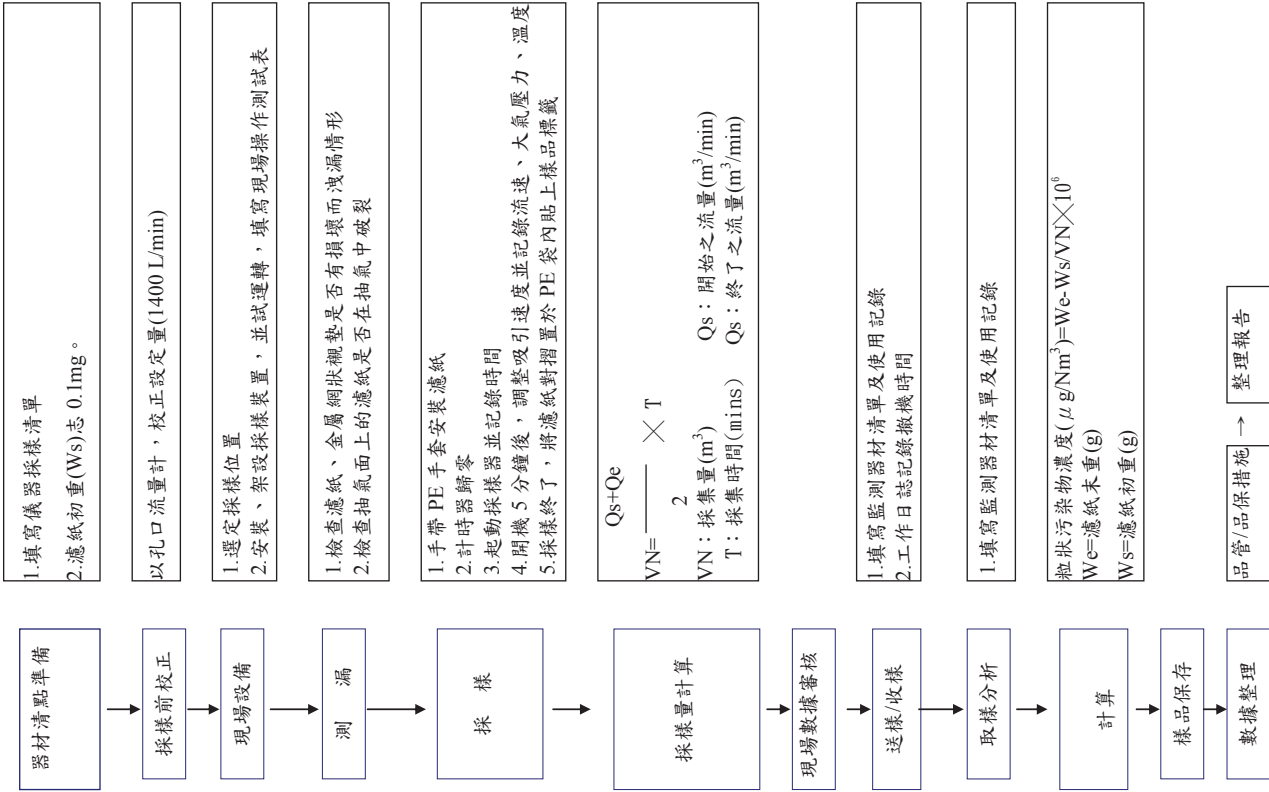 器材清點準備
1.填寫儀器採樣清單
2.濾紙初重(Ws)志 0.1mg。
採樣前校正
以孔口流量計，校正設定量(1400 L/min)
現場設備
1.選定採樣位置
2.安裝、架設採樣裝置，並試運轉，填寫現場操作測試表
測 漏
1.檢查濾紙、金屬網狀襯墊是否有損壞而洩漏情形
2.檢查抽氣面上的濾紙是否在抽氣中破裂
採 樣
1.手帶 PE 手套安裝濾紙
2.計時器歸零
3.起動採樣器並記錄時間
4.開機 5 分鐘後，調整吸引速度並記錄流速、大氣壓力、溫度
5.採樣終了，將濾紙對摺置於 PE 袋內貼上樣品標籤
採樣量計算
Qs+Qe
VN= ——— × T
2
VN：採集量(m³) Qs：開始之流量(m³/min)
T：採集時間(mins) Qs：終了之流量(m³/min)
現場數據審核
送樣/收樣
1.填寫監測器材清單及使用記錄
2.工作日誌記錄撤機時間
取樣分析
1.填寫監測器材清單及使用記錄
計算
粒狀污染物濃度(μg/Nm³)=We-Ws/VN×10⁶
We=濾紙末重(g)
Ws=濾紙初重(g)
樣品保存
數據整理
品管/品保措施 → 整理報告